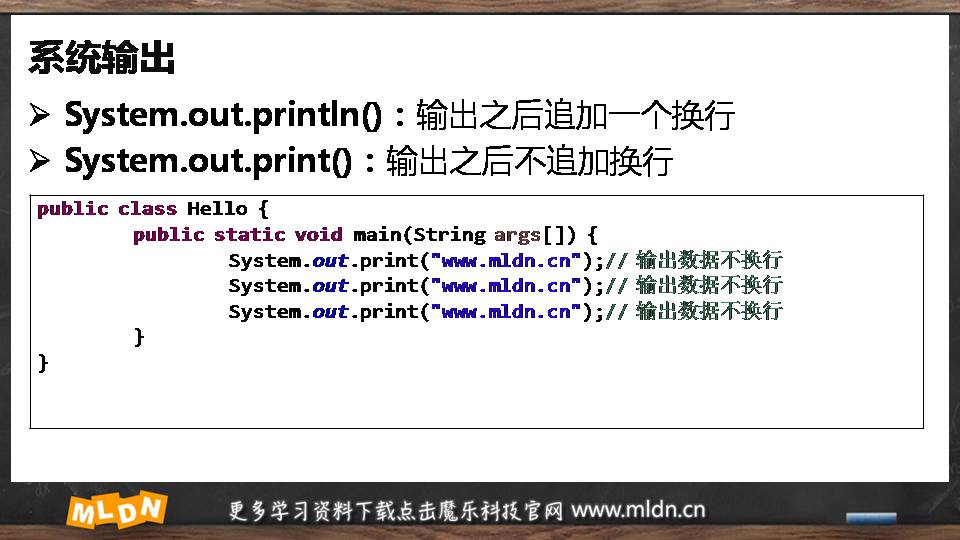 系统输出
System.out.println()：输出之后追加一个换行
System.out.print()：输出之后不追加换行
public class Hello {
public static void main(String args[]) {
System.out.print("www.mldn.cn");// 输出数据不换行
System.out.print("www.mldn.cn");// 输出数据不换行
System.out.print("www.mldn.cn");// 输出数据不换行
}
}
MLDN
更多学习资料下载点击魔乐科技官网 www.mldn.cn